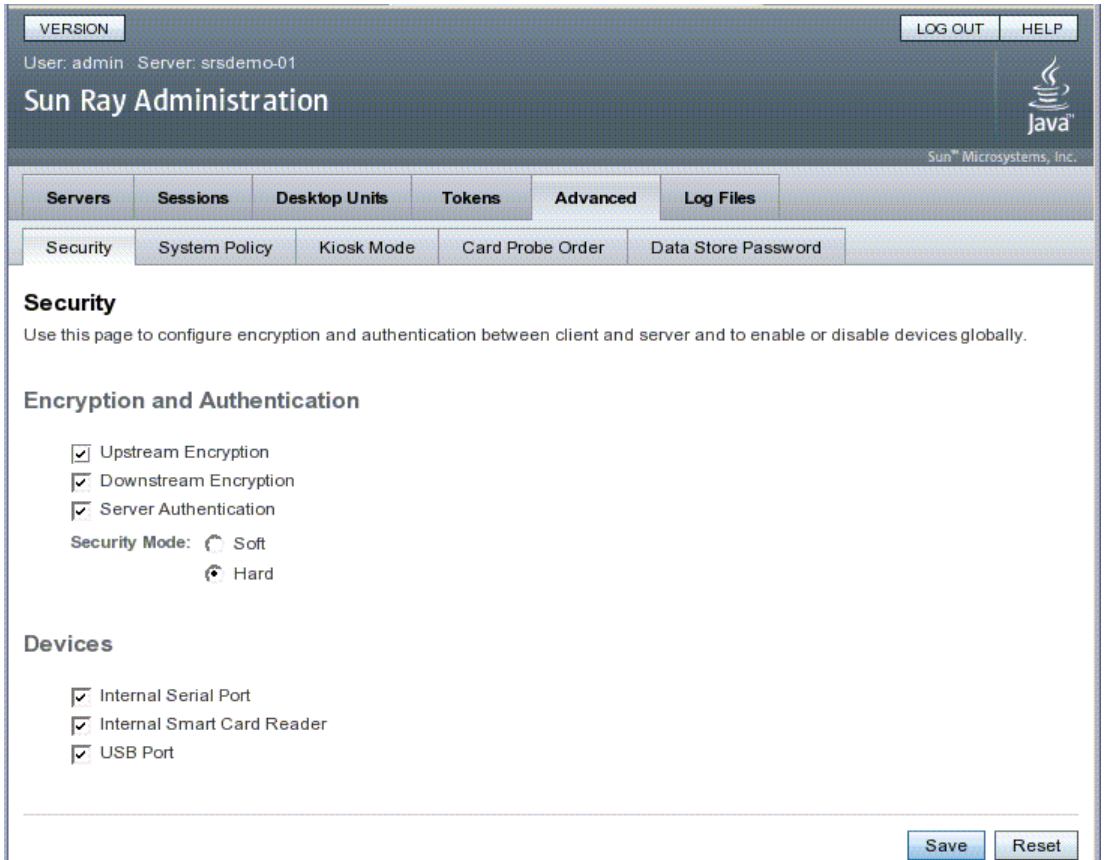 VERSION
LOG OUT HELP
User: admin Server: srsdemo-01
Sun Ray Administration
Java™
Sun™ Microsystems, Inc.
Servers Sessions Desktop Units Tokens Advanced Log Files
Security System Policy Kiosk Mode Card Probe Order Data Store Password
Security
Use this page to configure encryption and authentication between client and server and to enable or disable devices globally.
Encryption and Authentication
Upstream Encryption
Downstream Encryption
Server Authentication
Security Mode: Soft
Hard
Devices
Internal Serial Port
Internal Smart Card Reader
USB Port
Save Reset